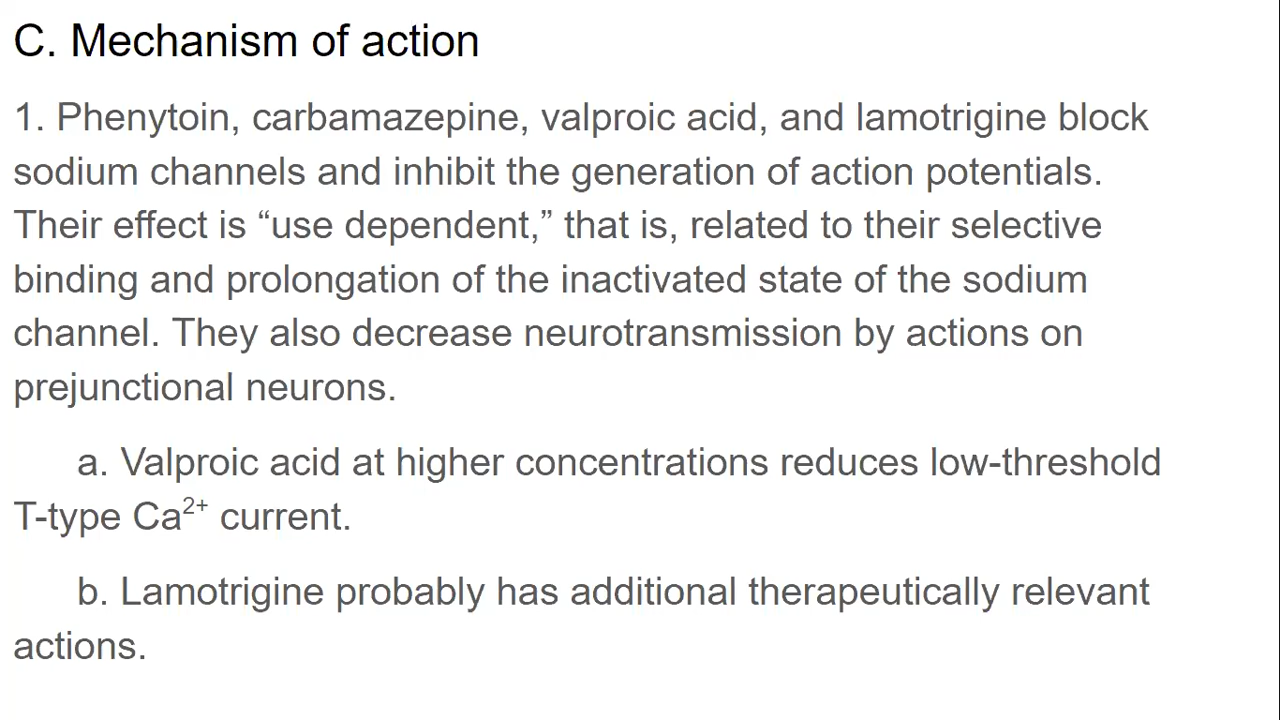 C. Mechanism of action
1. Phenytoin, carbamazepine, valproic acid, and lamotrigine block
sodium channels and inhibit the generation of action potentials.
Their effect is “use dependent,” that is, related to their selective
binding and prolongation of the inactivated state of the sodium
channel. They also decrease neurotransmission by actions on
prejunctional neurons.
a. Valproic acid at higher concentrations reduces low-threshold
T-type Ca²⁺ current.
b. Lamotrigine probably has additional therapeutically relevant
actions.